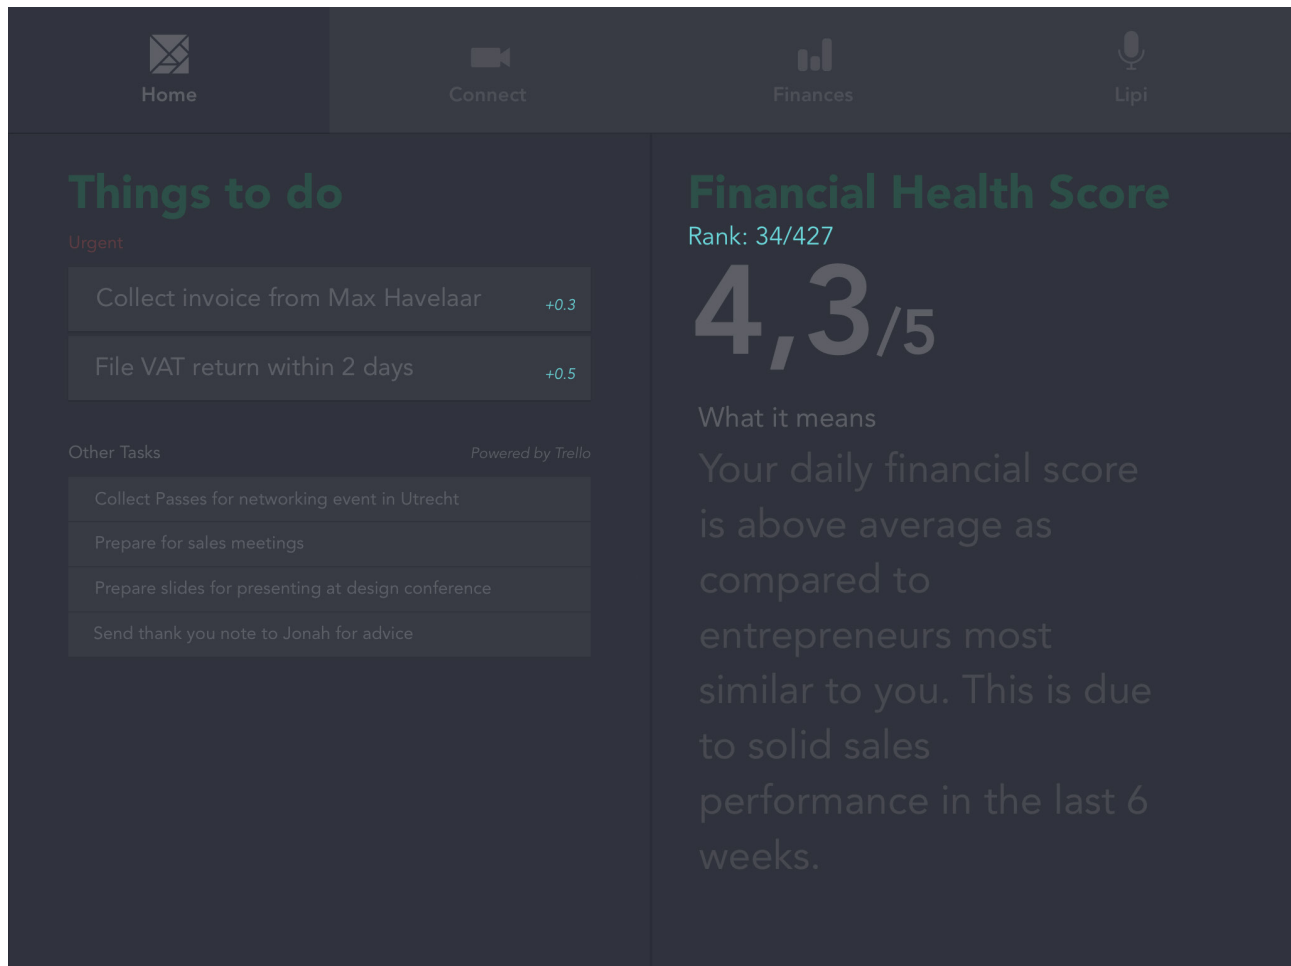 Home
Connect
Finances
Lipi
Things to do
Urgent
Collect invoice from Max Havelaar
+0.3
File VAT return within 2 days
+0.5
Other Tasks
Powered by Trello
Collect Passes for networking event in Utrecht
Prepare for sales meetings
Prepare slides for presenting at design conference
Send thank you note to Jonah for advice
Financial Health Score
Rank: 34/427
4,3/5
What it means
Your daily financial score
is above average as
compared to
entrepreneurs most
similar to you. This is due
to solid sales
performance in the last 6
weeks.